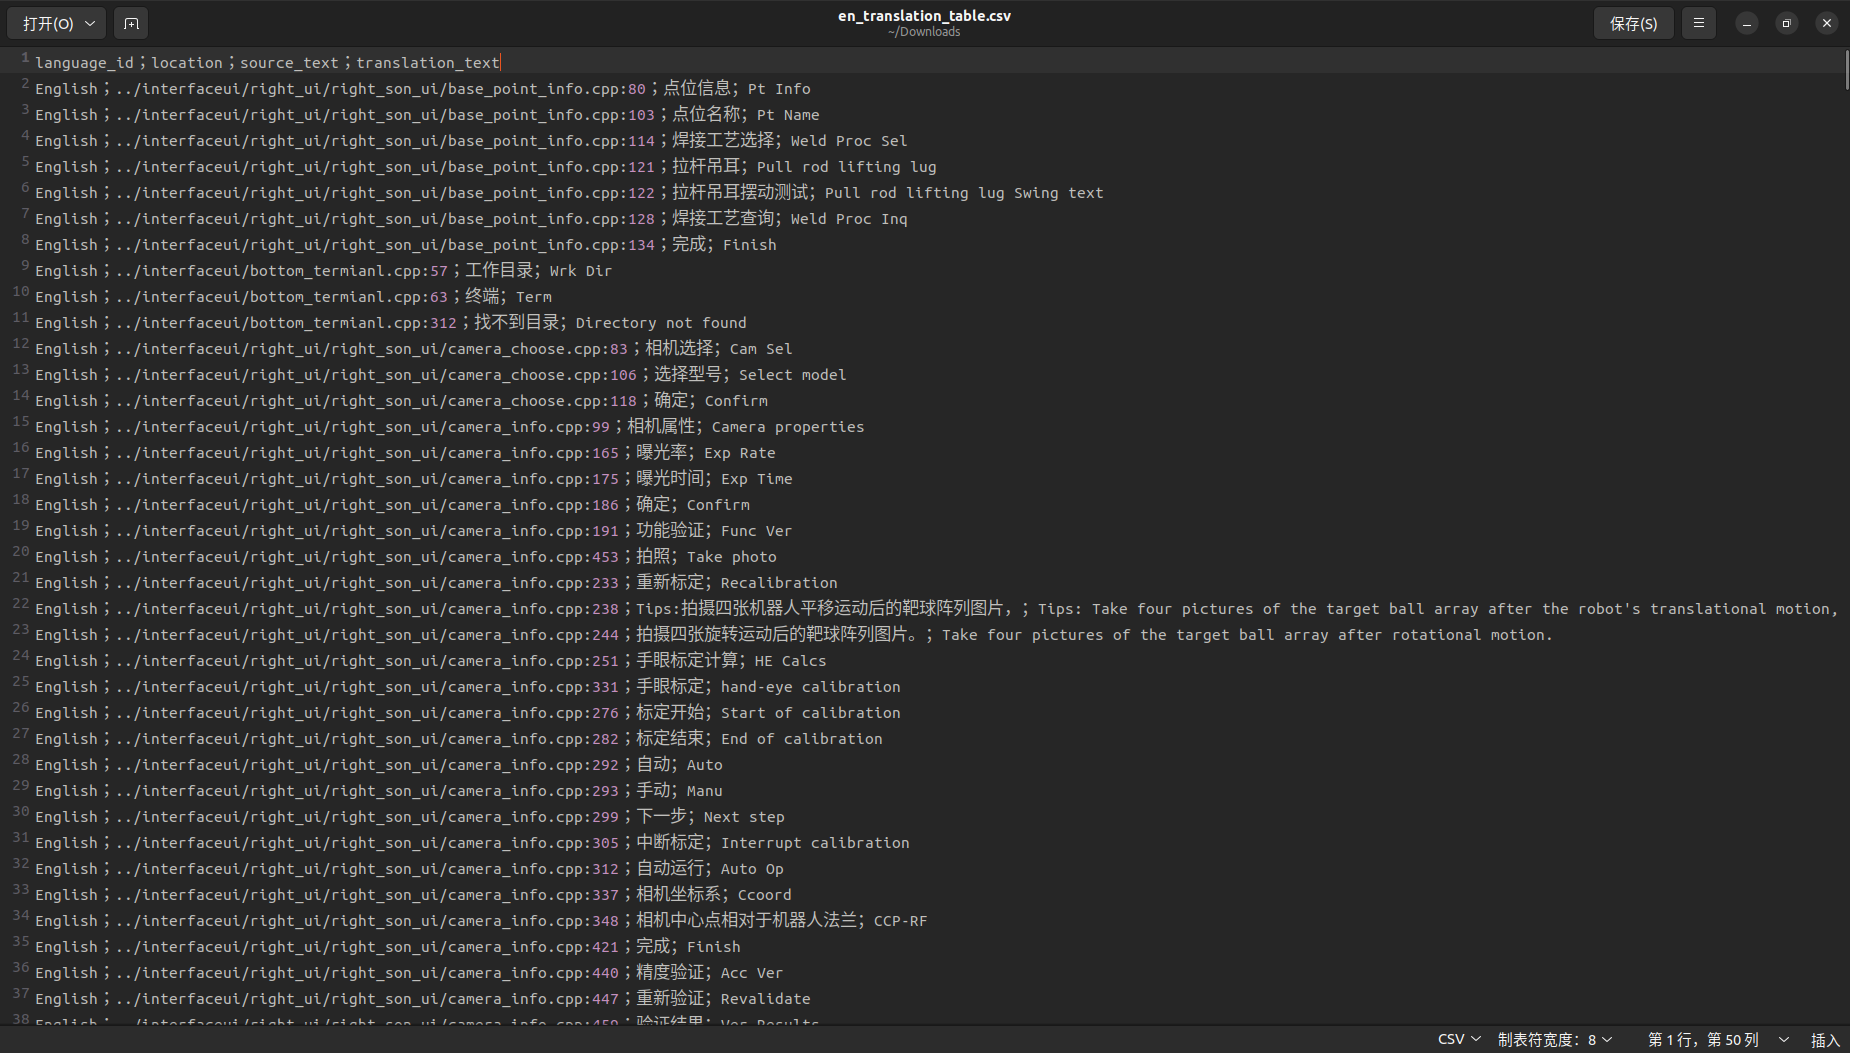 打开(O)
en_translation_table.csv
~/Downloads
保存(S)
1 language_id；location；source_text；translation_text
2 English；../interfaceui/right_ui/right_son_ui/base_point_info.cpp:80；点位信息；Pt Info
3 English；../interfaceui/right_ui/right_son_ui/base_point_info.cpp:103；点位名称；Pt Name
4 English；../interfaceui/right_ui/right_son_ui/base_point_info.cpp:114；焊接工艺选择；Weld Proc Sel
5 English；../interfaceui/right_ui/right_son_ui/base_point_info.cpp:121；拉杆吊耳；Pull rod lifting lug
6 English；../interfaceui/right_ui/right_son_ui/base_point_info.cpp:122；拉杆吊耳摆动测试；Pull rod lifting lug Swing text
7 English；../interfaceui/right_ui/right_son_ui/base_point_info.cpp:128；焊接工艺查询；Weld Proc Inq
8 English；../interfaceui/right_ui/right_son_ui/base_point_info.cpp:134；完成；Finish
9 English；../interfaceui/bottom_termianl.cpp:57；工作目录；Wrk Dir
10 English；../interfaceui/bottom_termianl.cpp:63；终端；Term
11 English；../interfaceui/bottom_termianl.cpp:312；找不到目录；Directory not found
12 English；../interfaceui/right_ui/right_son_ui/camera_choose.cpp:83；相机选择；Cam Sel
13 English；../interfaceui/right_ui/right_son_ui/camera_choose.cpp:106；选择型号；Select model
14 English；../interfaceui/right_ui/right_son_ui/camera_choose.cpp:118；确定；Confirm
15 English；../interfaceui/right_ui/right_son_ui/camera_info.cpp:99；相机属性；Camera properties
16 English；../interfaceui/right_ui/right_son_ui/camera_info.cpp:165；曝光率；Exp Rate
17 English；../interfaceui/right_ui/right_son_ui/camera_info.cpp:175；曝光时间；Exp Time
18 English；../interfaceui/right_ui/right_son_ui/camera_info.cpp:186；确定；Confirm
19 English；../interfaceui/right_ui/right_son_ui/camera_info.cpp:191；功能验证；Func Ver
20 English；../interfaceui/right_ui/right_son_ui/camera_info.cpp:453；拍照；Take photo
21 English；../interfaceui/right_ui/right_son_ui/camera_info.cpp:233；重新标定；Recalibration
22 English；../interfaceui/right_ui/right_son_ui/camera_info.cpp:238；Tips:拍摄四张机器人平移运动后的靶球阵列图片，；Tips: Take four pictures of the target ball array after the robot's translational motion,
23 English；../interfaceui/right_ui/right_son_ui/camera_info.cpp:244；拍摄四张旋转运动后的靶球阵列图片。；Take four pictures of the target ball array after rotational motion.
24 English；../interfaceui/right_ui/right_son_ui/camera_info.cpp:251；手眼标定计算；HE Calcs
25 English；../interfaceui/right_ui/right_son_ui/camera_info.cpp:331；手眼标定；hand-eye calibration
26 English；../interfaceui/right_ui/right_son_ui/camera_info.cpp:276；标定开始；Start of calibration
27 English；../interfaceui/right_ui/right_son_ui/camera_info.cpp:282；标定结束；End of calibration
28 English；../interfaceui/right_ui/right_son_ui/camera_info.cpp:292；自动；Auto
29 English；../interfaceui/right_ui/right_son_ui/camera_info.cpp:293；手动；Manu
30 English；../interfaceui/right_ui/right_son_ui/camera_info.cpp:299；下一步；Next step
31 English；../interfaceui/right_ui/right_son_ui/camera_info.cpp:305；中断标定；Interrupt calibration
32 English；../interfaceui/right_ui/right_son_ui/camera_info.cpp:312；自动运行；Auto Op
33 English；../interfaceui/right_ui/right_son_ui/camera_info.cpp:337；相机坐标系；Ccoord
34 English；../interfaceui/right_ui/right_son_ui/camera_info.cpp:348；相机中心点相对于机器人法兰；CCP-RF
35 English；../interfaceui/right_ui/right_son_ui/camera_info.cpp:421；完成；Finish
36 English；../interfaceui/right_ui/right_son_ui/camera_info.cpp:440；精度验证；Acc Ver
37 English；../interfaceui/right_ui/right_son_ui/camera_info.cpp:447；重新验证；Revalidate
38 English；../interfaceui/right_ui/right_son_ui/camera_info.cpp:459；验证结果；Ver Results
CSV 制表符宽度：8 第 1 行，第 50 列 插入